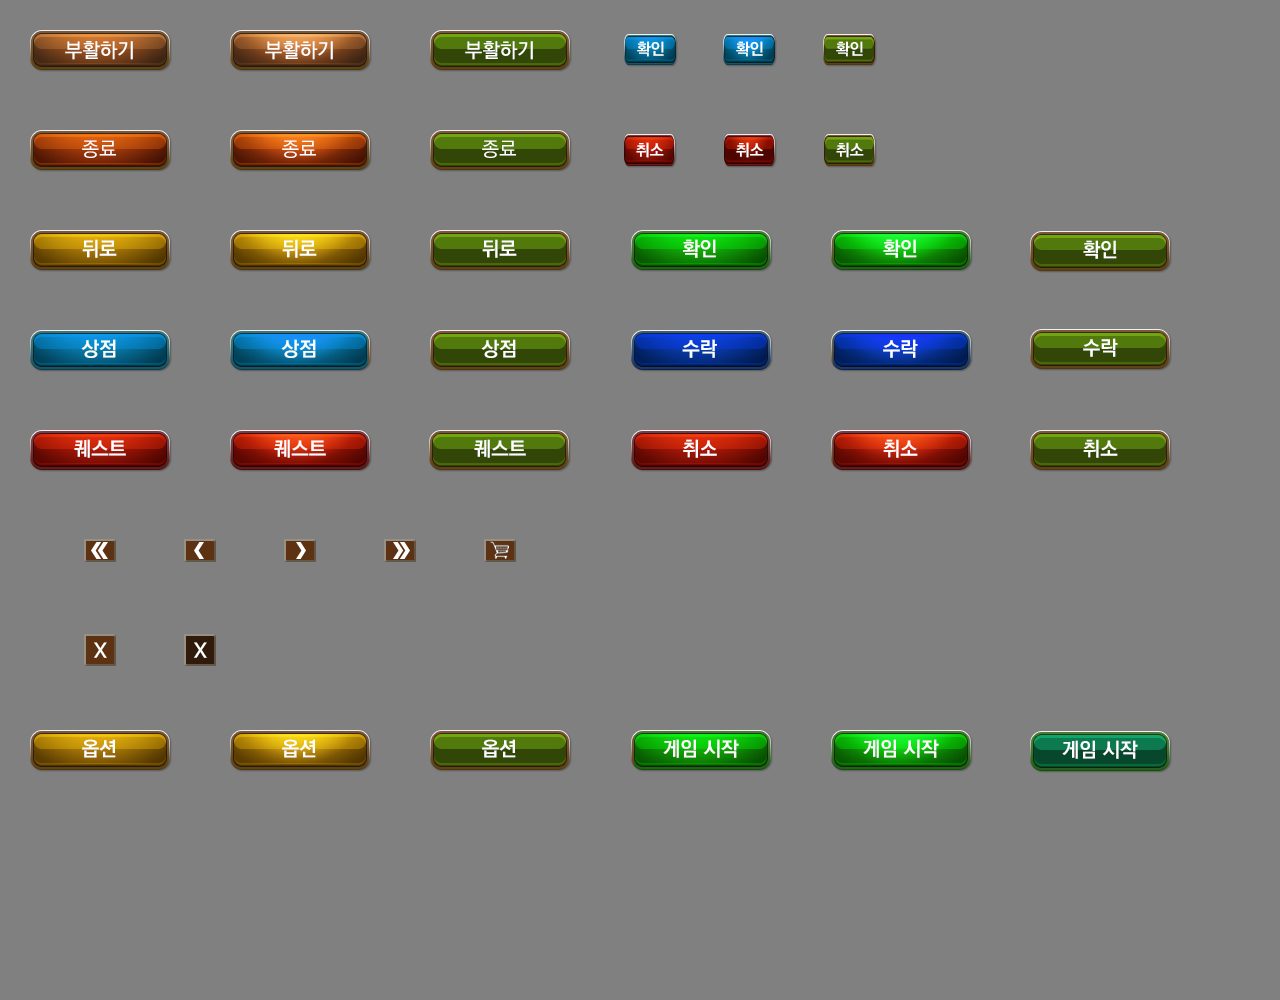 부활하기 부활하기 부활하기 확인 확인 확인
종료 종료 종료 취소 취소 취소
뒤로 뒤로 뒤로 확인 확인 확인
상점 상점 상점 수락 수락 수락
퀘스트 퀘스트 퀘스트 취소 취소 취소
X X
옵션 옵션 옵션 게임 시작 게임 시작 게임 시작